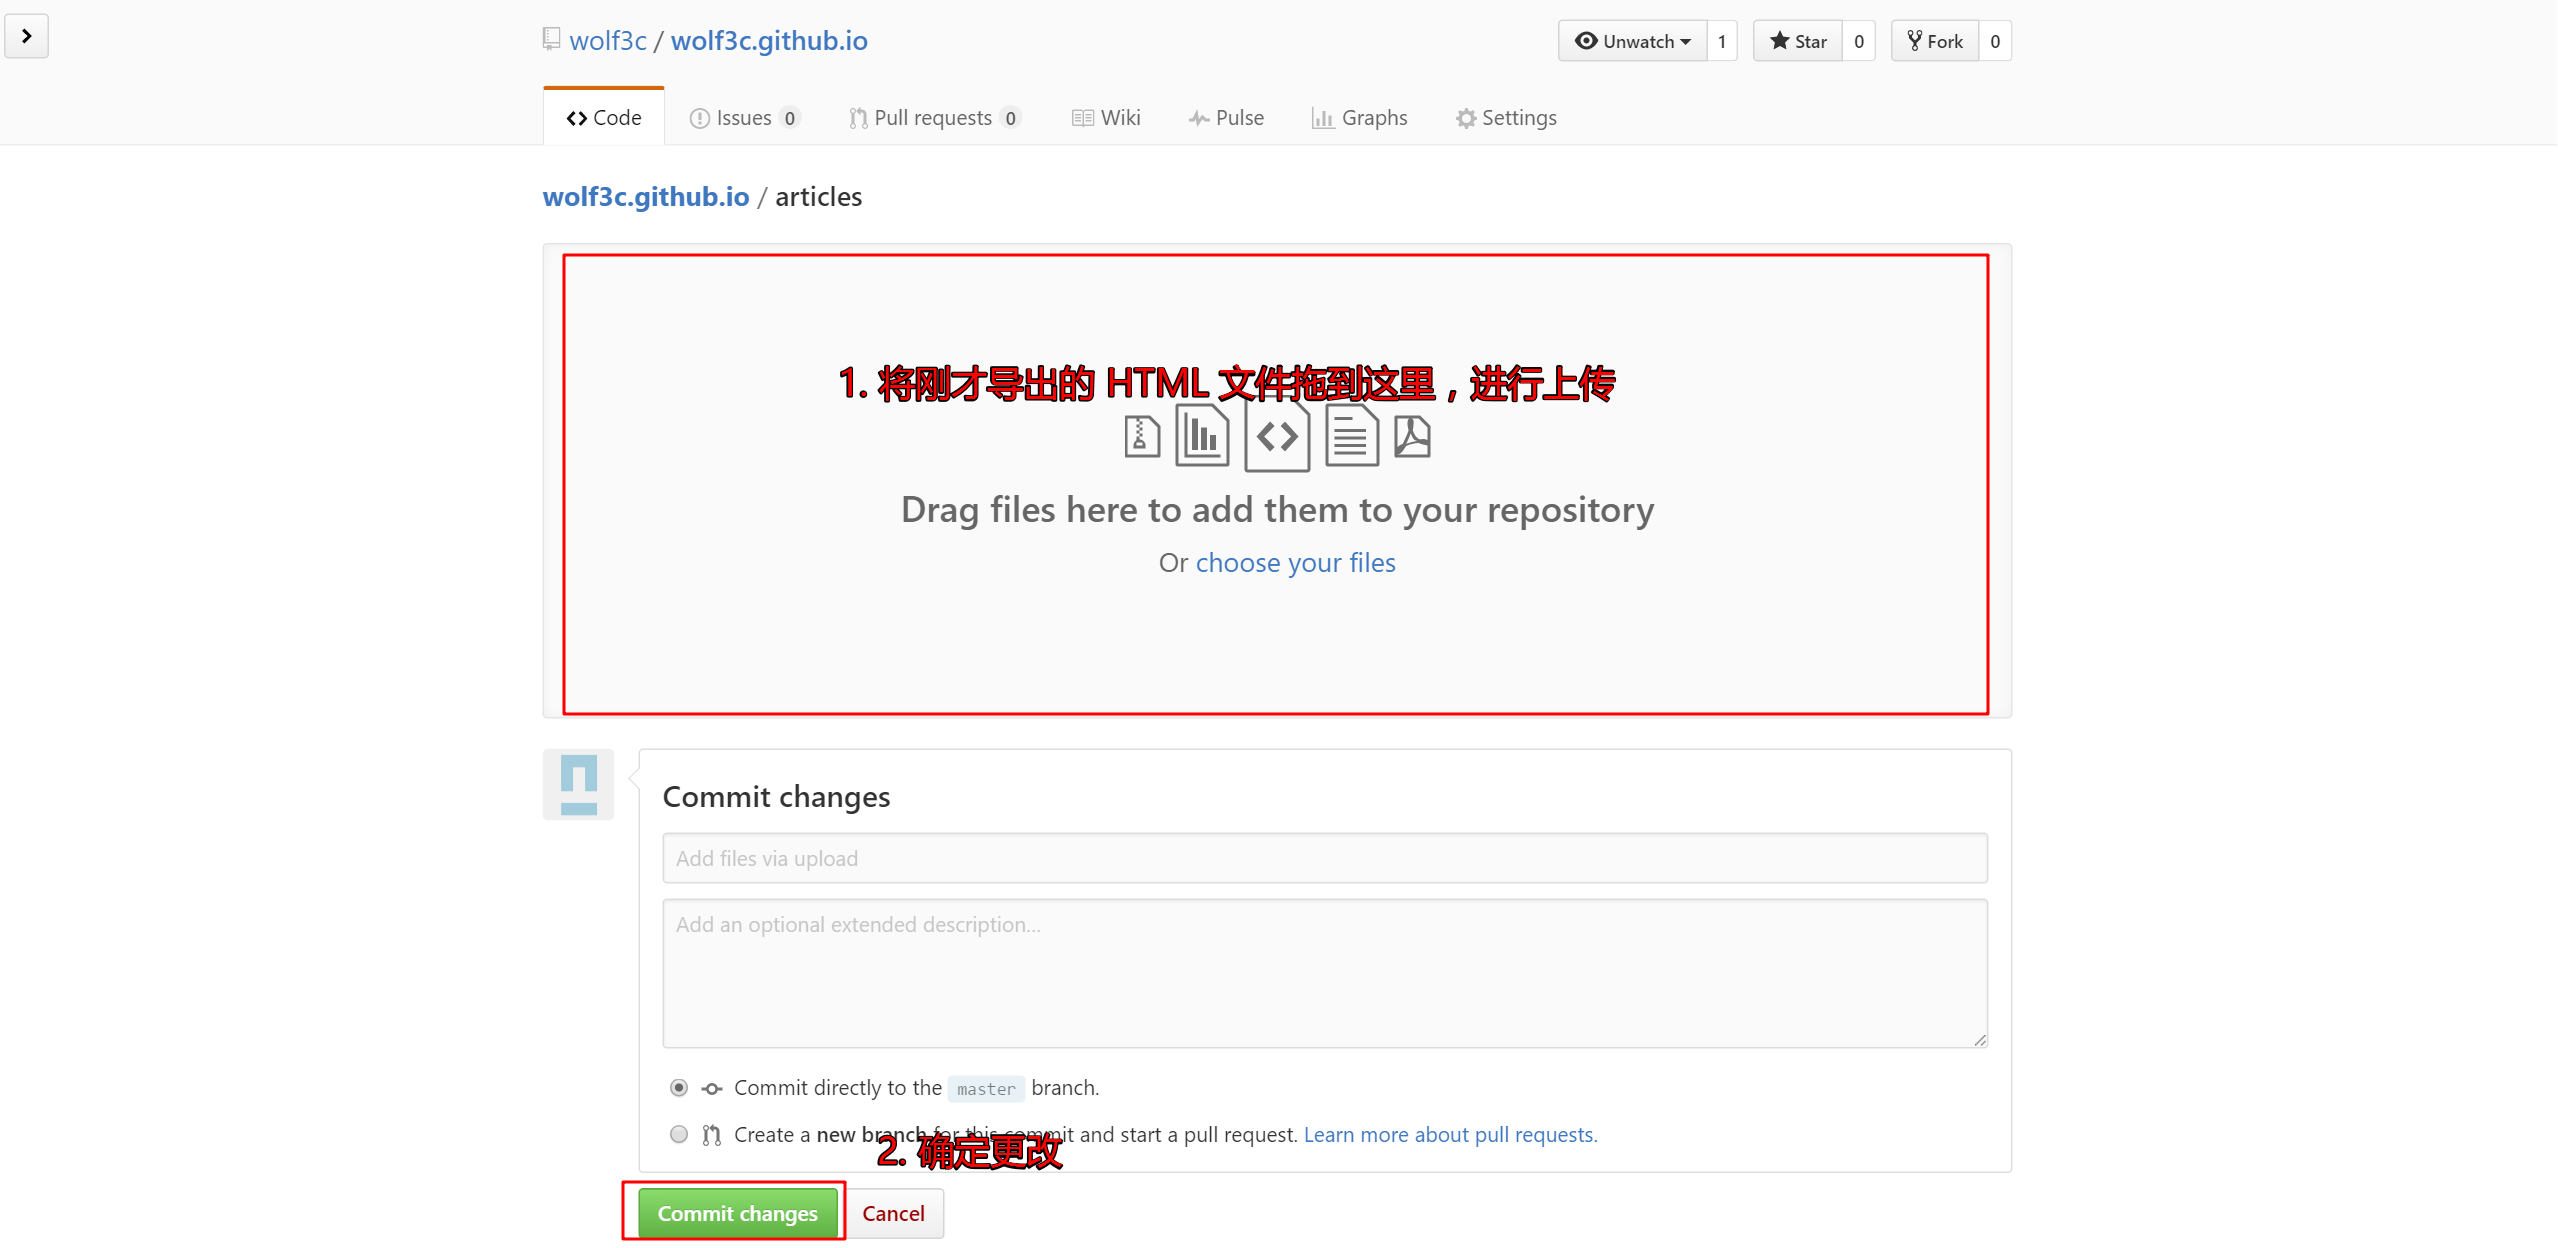 wolf3c / wolf3c.github.io
Unwatch 1 Star 0 Fork 0
Code Issues 0 Pull requests 0 Wiki Pulse Graphs Settings
wolf3c.github.io / articles
1. 将刚才导出的 HTML 文件拖到这里，进行上传
Drag files here to add them to your repository
Or choose your files
Commit changes
Add files via upload
Add an optional extended description...
Commit directly to the master branch.
Create a new branch for this commit and start a pull request. Learn more about pull requests.
2. 确定更改
Commit changes Cancel